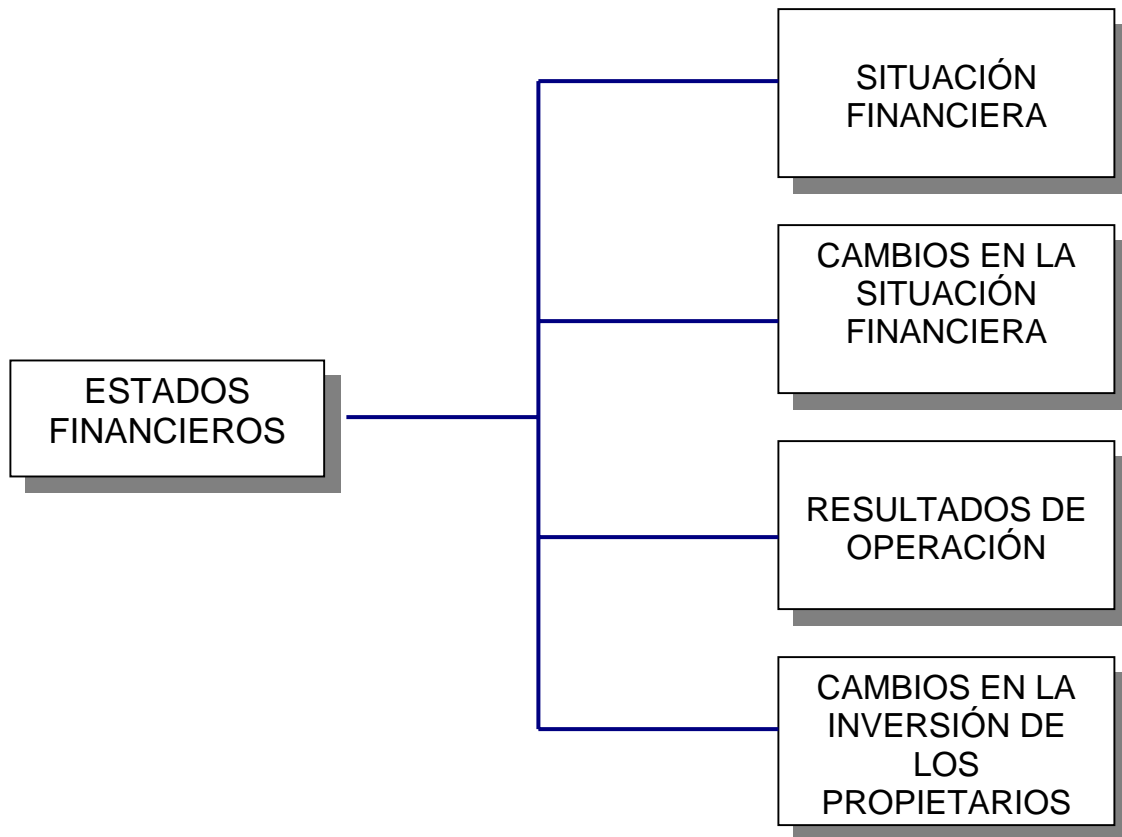 ESTADOS
FINANCIEROS
SITUACIÓN
FINANCIERA
CAMBIOS EN LA
SITUACIÓN
FINANCIERA
RESULTADOS DE
OPERACIÓN
CAMBIOS EN LA
INVERSIÓN DE
LOS
PROPIETARIOS